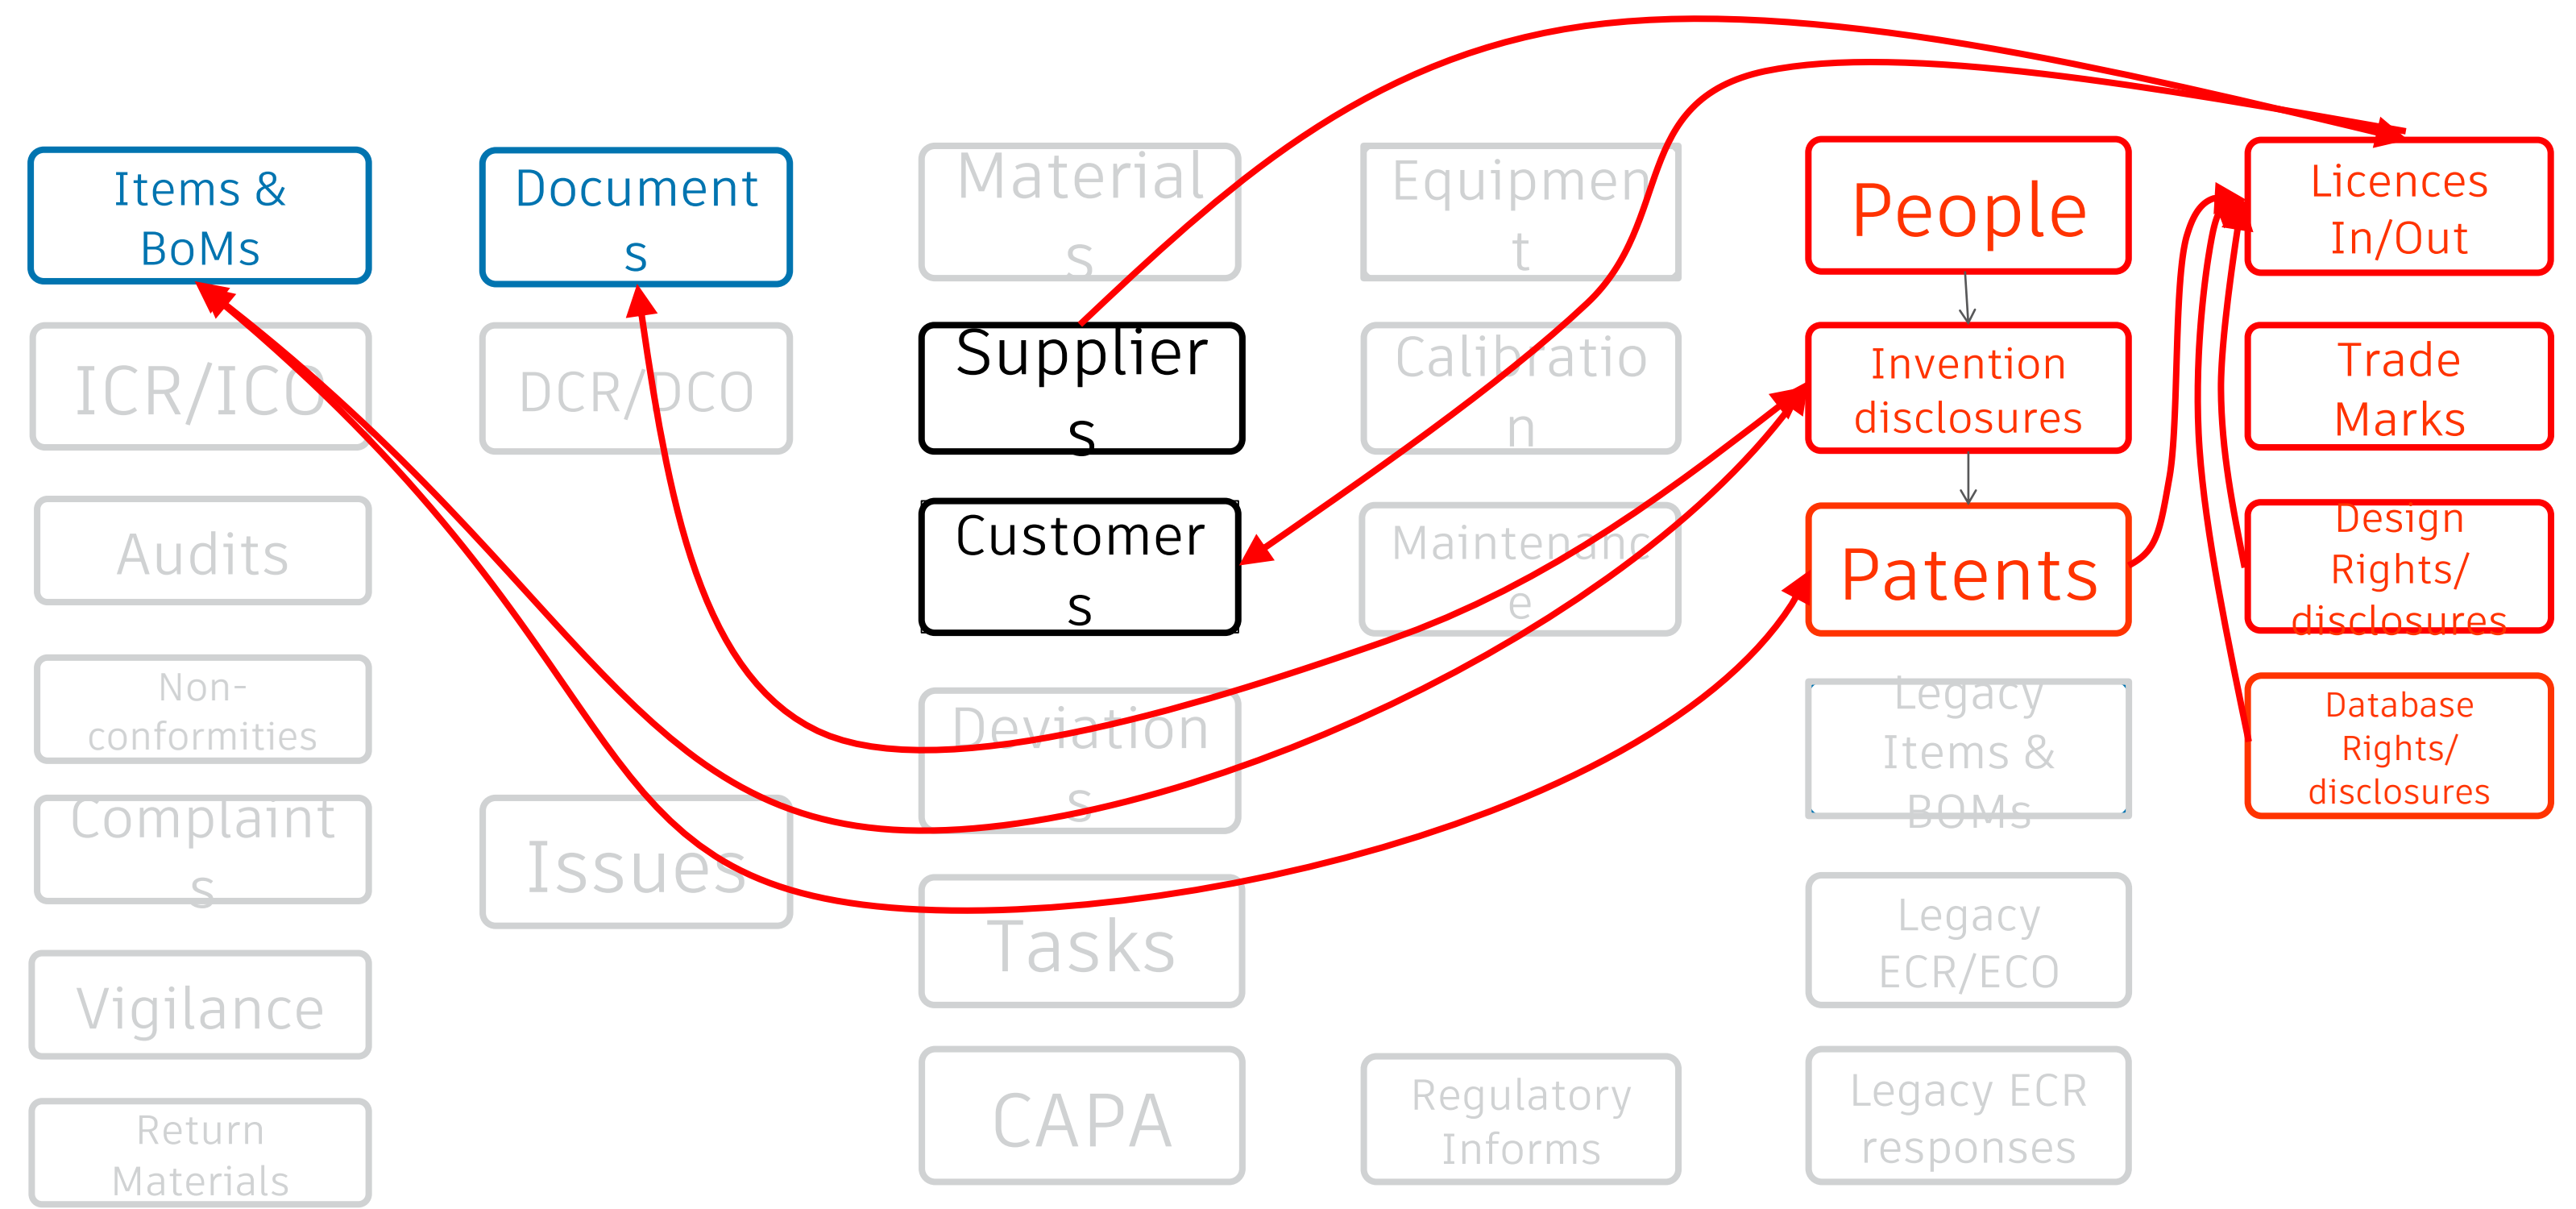 Items &
BoMs
Document
s
Material
s
Equipmen
t
People
Licences
In/Out
ICR/ICO
DCR/DCO
Supplier
s
Calibratio
n
Invention
disclosures
Trade
Marks
Audits
Customer
s
Maintenanc
e
Patents
Design
Rights/
disclosures
Non-
conformities
Deviation
s
Legacy
Items &
BOMs
Database
Rights/
disclosures
Complaint
s
Issues
Tasks
Legacy
ECR/ECO
Vigilance
CAPA
Regulatory
Informs
Legacy ECR
responses
Return
Materials